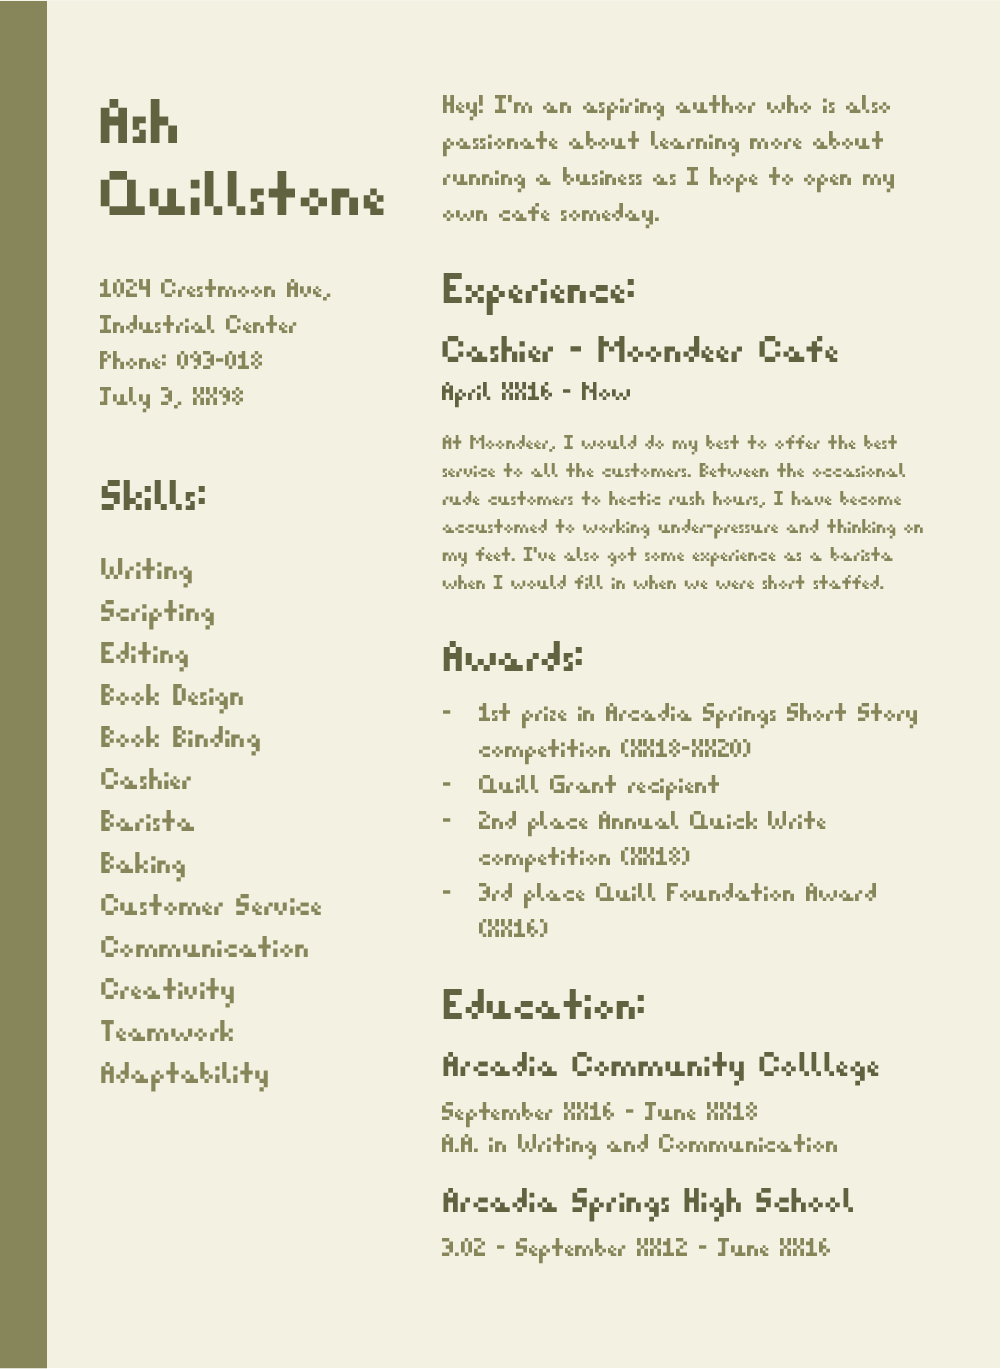 Ash
Quillstone
1024 Crestmoon Ave,
Industrial Center
Phone: 093-018
July 3, XX98
Skills:
Writing
Scripting
Editing
Book Design
Book Binding
Cashier
Barista
Baking
Customer Service
Communication
Creativity
Teamwork
Adaptability
Hey! I'm an aspiring author who is also
passionate about learning more about
running a business as I hope to open my
own cafe someday.
Experience:
Cashier - Moondeer Cafe
April XX16 - Now
At Moondeer, I would do my best to offer the best
service to all the customers. Between the occasional
rude customers to hectic rush hours, I have become
accustomed to working under-pressure and thinking on
my feet. I've also got some experience as a barista
when I would fill in when we were short staffed.
Awards:
- 1st prize in Arcadia Springs Short Story
competition (XX18-XX20)
- Quill Grant recipient
- 2nd place Annual Quick Write
competition (XX18)
- 3rd place Quill Foundation Award
(XX16)
Education:
Arcadia Community Colllege
September XX16 - June XX18
A.A. in Writing and Communication
Arcadia Springs High School
3.02 - September XX12 - June XX16